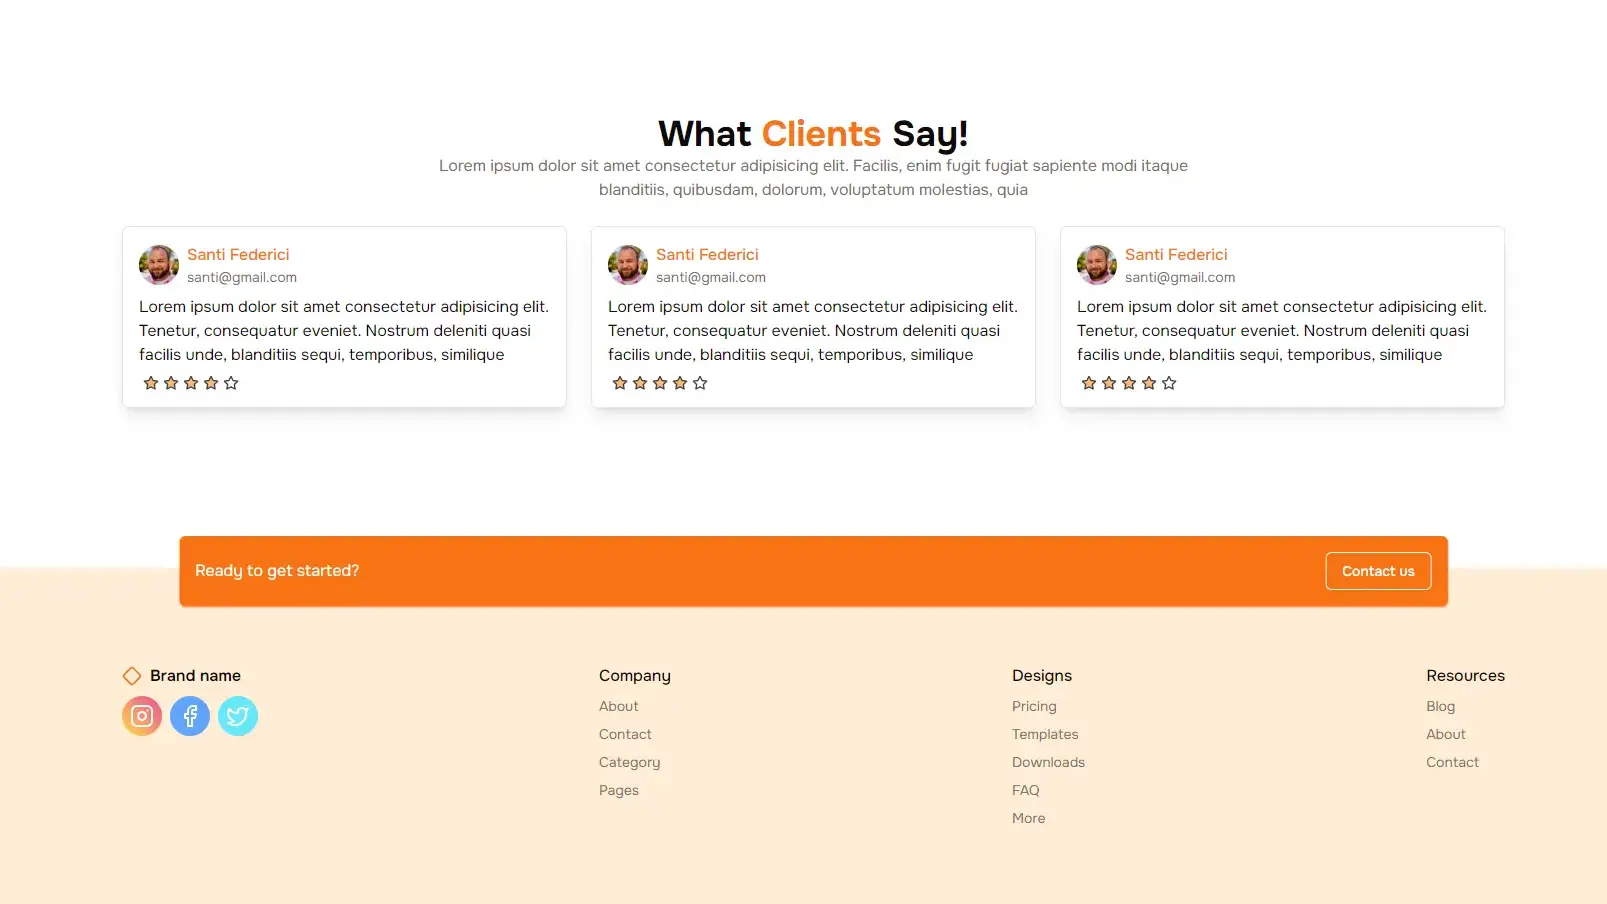 What Clients Say!
Lorem ipsum dolor sit amet consectetur adipisicing elit. Facilis, enim fugit fugiat sapiente modi itaque
blanditiis, quibusdam, dolorum, voluptatum molestias, quia
Santi Federici
santi@gmail.com
Lorem ipsum dolor sit amet consectetur adipisicing elit.
Tenetur, consequatur eveniet. Nostrum deleniti quasi
facilis unde, blanditiis sequi, temporibus, similique
Santi Federici
santi@gmail.com
Lorem ipsum dolor sit amet consectetur adipisicing elit.
Tenetur, consequatur eveniet. Nostrum deleniti quasi
facilis unde, blanditiis sequi, temporibus, similique
Santi Federici
santi@gmail.com
Lorem ipsum dolor sit amet consectetur adipisicing elit.
Tenetur, consequatur eveniet. Nostrum deleniti quasi
facilis unde, blanditiis sequi, temporibus, similique
Ready to get started?
Contact us
Brand name
Company
About
Contact
Category
Pages
Designs
Pricing
Templates
Downloads
FAQ
More
Resources
Blog
About
Contact